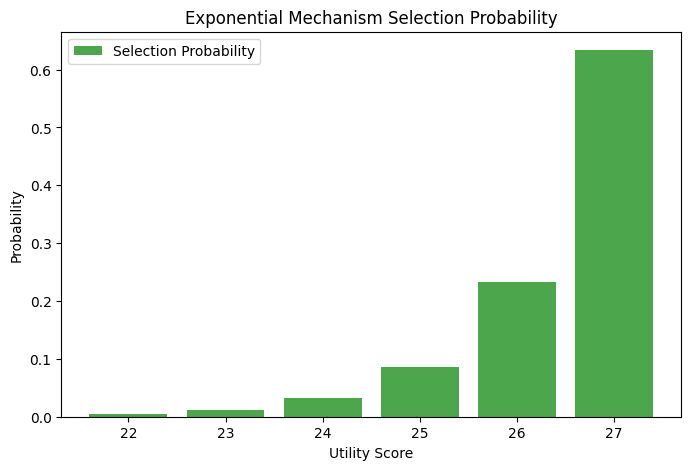 Exponential Mechanism Selection Probability
Selection Probability
Probability
0.6
0.5
0.4
0.3
0.2
0.1
0.0
22 23 24 25 26 27
Utility Score